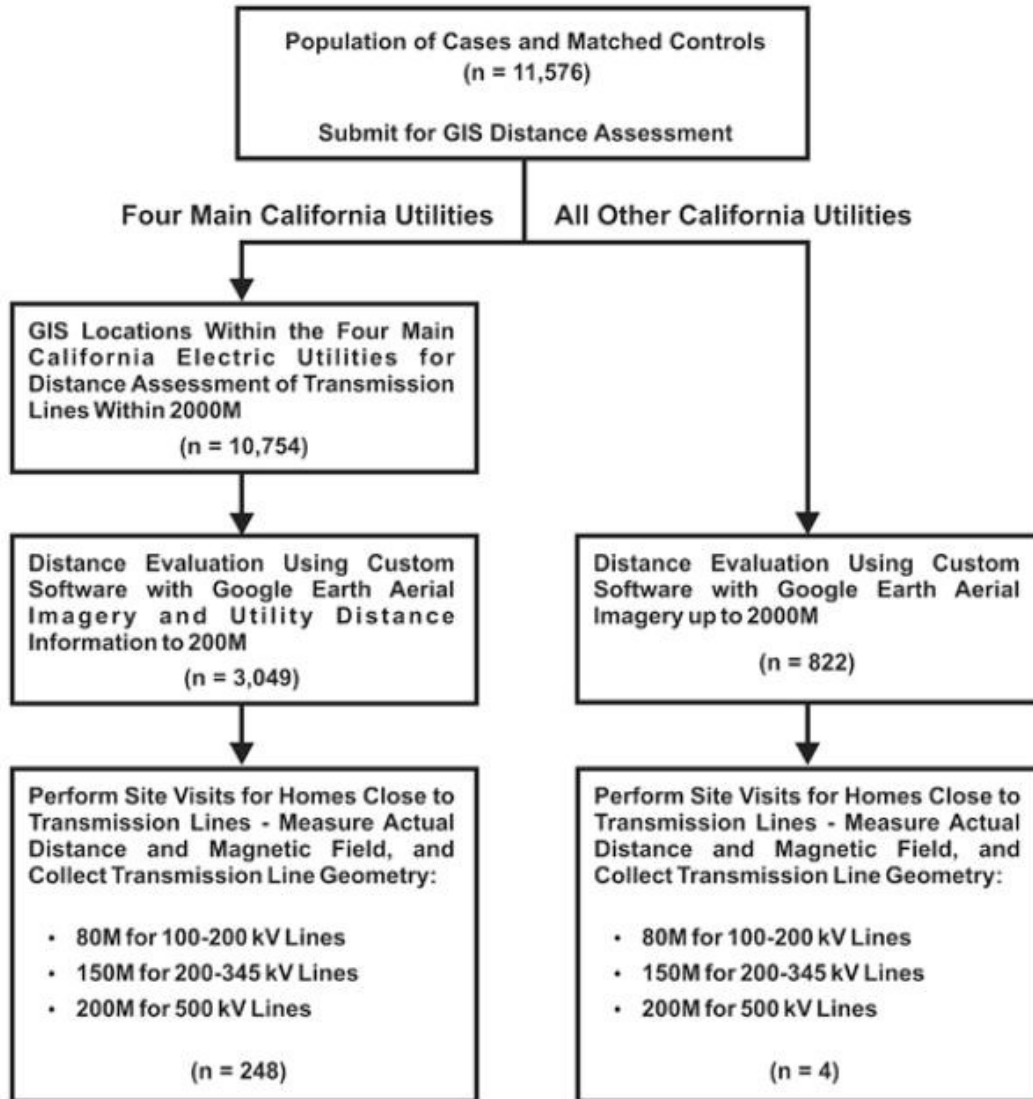 Population of Cases and Matched Controls
(n = 11,576)
Submit for GIS Distance Assessment
Four Main California Utilities
All Other California Utilities
GIS Locations Within the Four Main
California Electric Utilities for
Distance Assessment of Transmission
Lines Within 2000M
(n = 10,754)
Distance Evaluation Using Custom
Software with Google Earth Aerial
Imagery and Utility Distance
Information to 200M
(n = 3,049)
Distance Evaluation Using Custom
Software with Google Earth Aerial
Imagery up to 2000M
(n = 822)
Perform Site Visits for Homes Close to
Transmission Lines - Measure Actual
Distance and Magnetic Field, and
Collect Transmission Line Geometry:
• 80M for 100-200 kV Lines
• 150M for 200-345 kV Lines
• 200M for 500 kV Lines
(n = 248)
Perform Site Visits for Homes Close to
Transmission Lines - Measure Actual
Distance and Magnetic Field, and
Collect Transmission Line Geometry:
• 80M for 100-200 kV Lines
• 150M for 200-345 kV Lines
• 200M for 500 kV Lines
(n = 4)